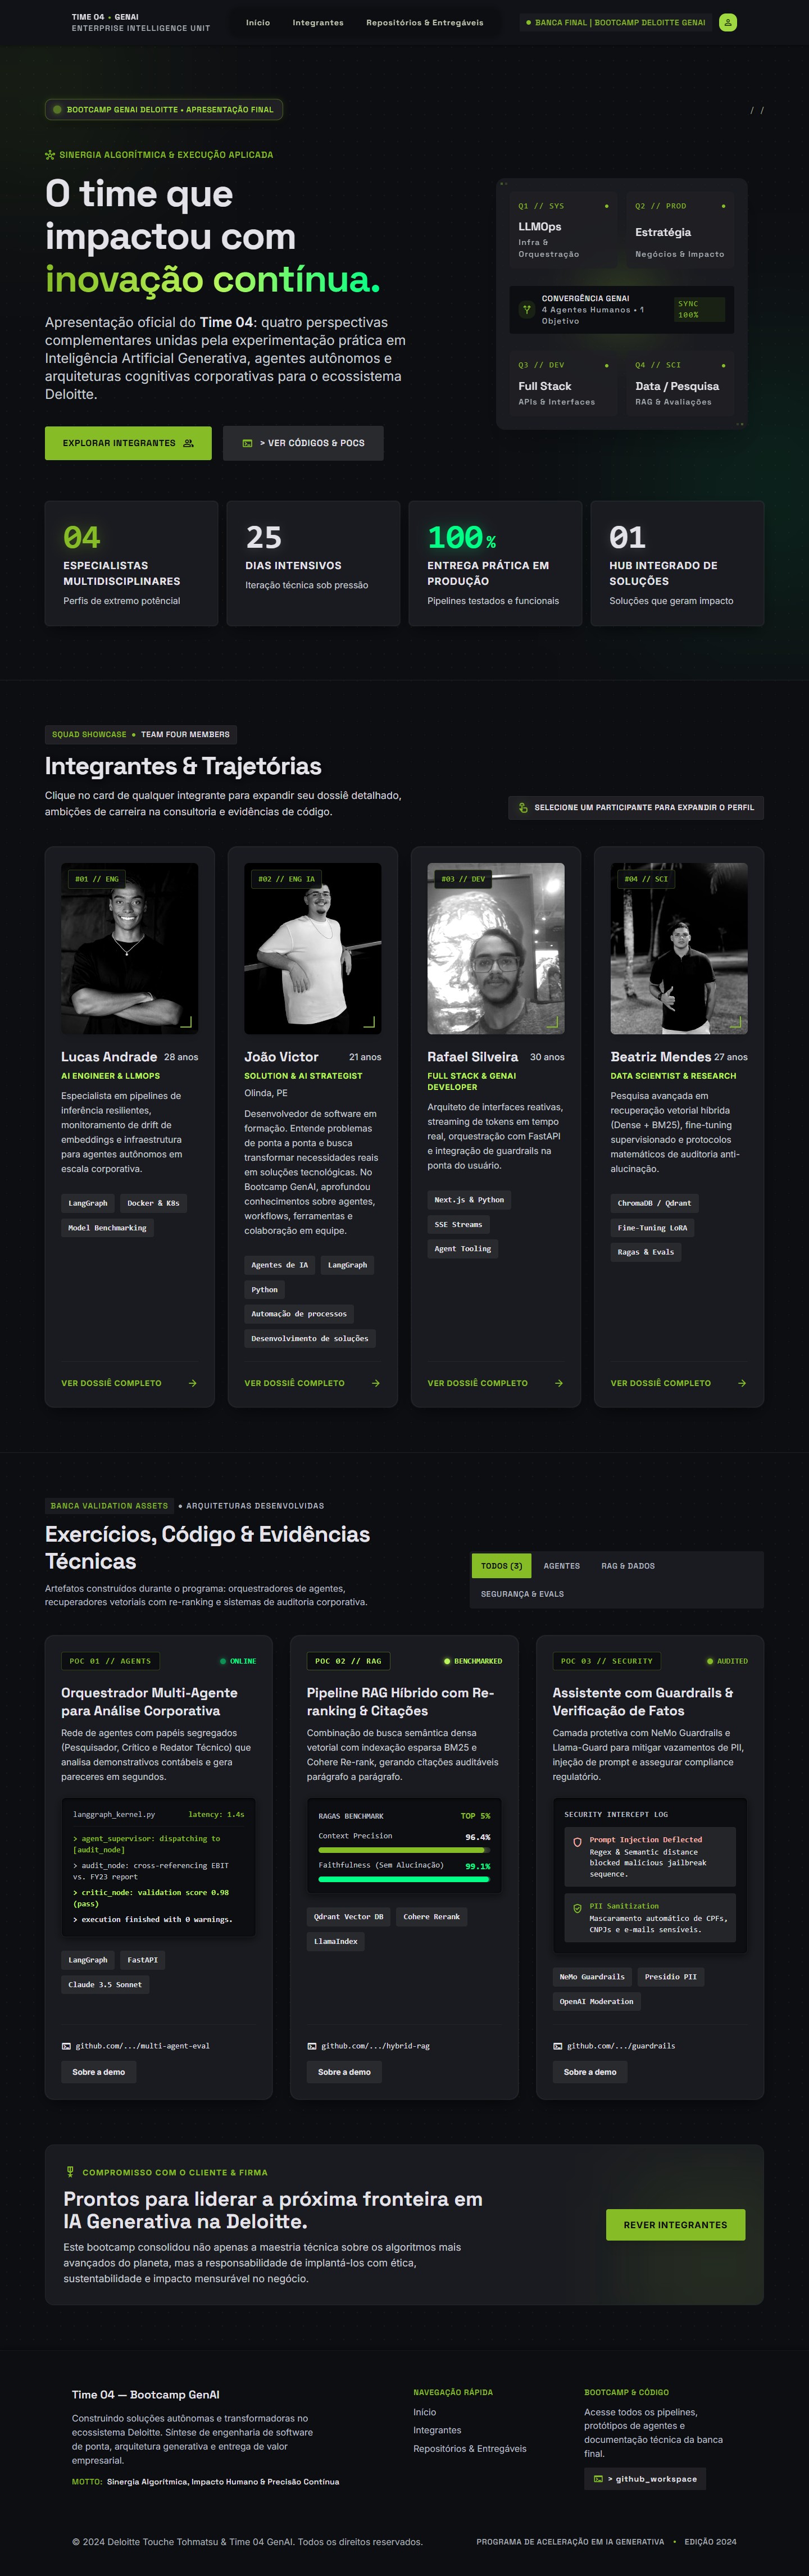 TIME 04 • GENAI
ENTERPRISE INTELLIGENCE UNIT
Início
Integrantes
Repositórios & Entregáveis
BANCA FINAL | BOOTCAMP DELOITTE GENAI
BOOTCAMP GENAI DELOITTE • APRESENTAÇÃO FINAL
/ /
SINERGIA ALGORÍTMICA & EXECUÇÃO APLICADA
O time que
impactou com
inovação contínua.
Apresentação oficial do Time 04: quatro perspectivas
complementares unidas pela experimentação prática em
Inteligência Artificial Generativa, agentes autônomos e
arquiteturas cognitivas corporativas para o ecossistema
Deloitte.
EXPLORAR INTEGRANTES
> VER CÓDIGOS & POCS
Q1 // SYS
LLMOps
Infra &
Orquestração
Q2 // PROD
Estratégia
Negócios & Impacto
CONVERGÊNCIA GENAI
4 Agentes Humanos • 1
Objetivo
SYNC
100%
Q3 // DEV
Full Stack
APIs & Interfaces
Q4 // SCI
Data / Pesquisa
RAG & Avaliações
04
ESPECIALISTAS
MULTIDISCIPLINARES
Perfis de extremo potêncial
25
DIAS INTENSIVOS
Iteração técnica sob pressão
100%
ENTREGA PRÁTICA EM
PRODUÇÃO
Pipelines testados e funcionais
01
HUB INTEGRADO DE
SOLUÇÕES
Soluções que geram impacto
SQUAD SHOWCASE • TEAM FOUR MEMBERS
Integrantes & Trajetórias
Clique no card de qualquer integrante para expandir seu dossiê detalhado,
ambições de carreira na consultoria e evidências de código.
SELECIONE UM PARTICIPANTE PARA EXPANDIR O PERFIL
#01 // ENG
Lucas Andrade 28 anos
AI ENGINEER & LLMOPS
Especialista em pipelines de
inferência resilientes,
monitoramento de drift de
embeddings e infraestrutura
para agentes autônomos em
escala corporativa.
LangGraph
Docker & K8s
Model Benchmarking
VER DOSSIÊ COMPLETO
#02 // ENG IA
João Victor 21 anos
SOLUTION & AI STRATEGIST
Olinda, PE
Desenvolvedor de software em
formação. Entende problemas
de ponta a ponta e busca
transformar necessidades reais
em soluções tecnológicas. No
Bootcamp GenAI, aprofundou
conhecimentos sobre agentes,
workflows, ferramentas e
colaboração em equipe.
Agentes de IA
LangGraph
Python
Automação de processos
Desenvolvimento de soluções
VER DOSSIÊ COMPLETO
#03 // DEV
Rafael Silveira 30 anos
FULL STACK & GENAI
DEVELOPER
Arquiteto de interfaces reativas,
streaming de tokens em tempo
real, orquestração com FastAPI
e integração de guardrails na
ponta do usuário.
Next.js & Python
SSE Streams
Agent Tooling
VER DOSSIÊ COMPLETO
#04 // SCI
Beatriz Mendes 27 anos
DATA SCIENTIST & RESEARCH
Pesquisa avançada em
recuperação vetorial híbrida
(Dense + BM25), fine-tuning
supervisionado e protocolos
matemáticos de auditoria anti-
alucinação.
ChromaDB / Qdrant
Fine-Tuning LoRA
Ragas & Evals
VER DOSSIÊ COMPLETO
BANCA VALIDATION ASSETS • ARQUITETURAS DESENVOLVIDAS
Exercícios, Código & Evidências
Técnicas
Artefatos construídos durante o programa: orquestradores de agentes,
recuperadores vetoriais com re-ranking e sistemas de auditoria corporativa.
TODOS (3)
AGENTES
RAG & DADOS
SEGURANÇA & EVALS
POC 01 // AGENTS
ONLINE
Orquestrador Multi-Agente
para Análise Corporativa
Rede de agentes com papéis segregados
(Pesquisador, Crítico e Redator Técnico) que
analisa demonstrativos contábeis e gera
pareceres em segundos.
langgraph_kernel.py latency: 1.4s
> agent_supervisor: dispatching to
[audit_node]
> audit_node: cross-referencing EBIT
vs. FY23 report
> critic_node: validation score 0.98
(pass)
> execution finished with 0 warnings.
LangGraph
FastAPI
Claude 3.5 Sonnet
github.com/.../multi-agent-eval
Sobre a demo
POC 02 // RAG
BENCHMARKED
Pipeline RAG Híbrido com Re-
ranking & Citações
Combinação de busca semântica densa
vetorial com indexação esparsa BM25 e
Cohere Re-rank, gerando citações auditáveis
parágrafo a parágrafo.
RAGAS BENCHMARK TOP 5%
Context Precision 96.4%
Faithfulness (Sem Alucinação) 99.1%
Qdrant Vector DB
Cohere Rerank
LlamaIndex
github.com/.../hybrid-rag
Sobre a demo
POC 03 // SECURITY
AUDITED
Assistente com Guardrails &
Verificação de Fatos
Camada protetiva com NeMo Guardrails e
Llama-Guard para mitigar vazamentos de PII,
injeção de prompt e assegurar compliance
regulatório.
SECURITY INTERCEPT LOG
Prompt Injection Deflected
Regex & Semantic distance
blocked malicious jailbreak
sequence.
PII Sanitization
Mascaramento automático de CPFs,
CNPJs e e-mails sensíveis.
NeMo Guardrails
Presidio PII
OpenAI Moderation
github.com/.../guardrails
Sobre a demo
COMPROMISSO COM O CLIENTE & FIRMA
Prontos para liderar a próxima fronteira em
IA Generativa na Deloitte.
Este bootcamp consolidou não apenas a maestria técnica sobre os algoritmos mais
avançados do planeta, mas a responsabilidade de implantá-los com ética,
sustentabilidade e impacto mensurável no negócio.
REVER INTEGRANTES
Time 04 — Bootcamp GenAI
Construindo soluções autônomas e transformadoras no
ecossistema Deloitte. Síntese de engenharia de software
de ponta, arquitetura generativa e entrega de valor
empresarial.
MOTTO: Sinergia Algorítmica, Impacto Humano & Precisão Contínua
NAVEGAÇÃO RÁPIDA
Início
Integrantes
Repositórios & Entregáveis
BOOTCAMP & CÓDIGO
Acesse todos os pipelines,
protótipos de agentes e
documentação técnica da banca
final.
> github_workspace
© 2024 Deloitte Touche Tohmatsu & Time 04 GenAI. Todos os direitos reservados.
PROGRAMA DE ACELERAÇÃO EM IA GENERATIVA • EDIÇÃO 2024